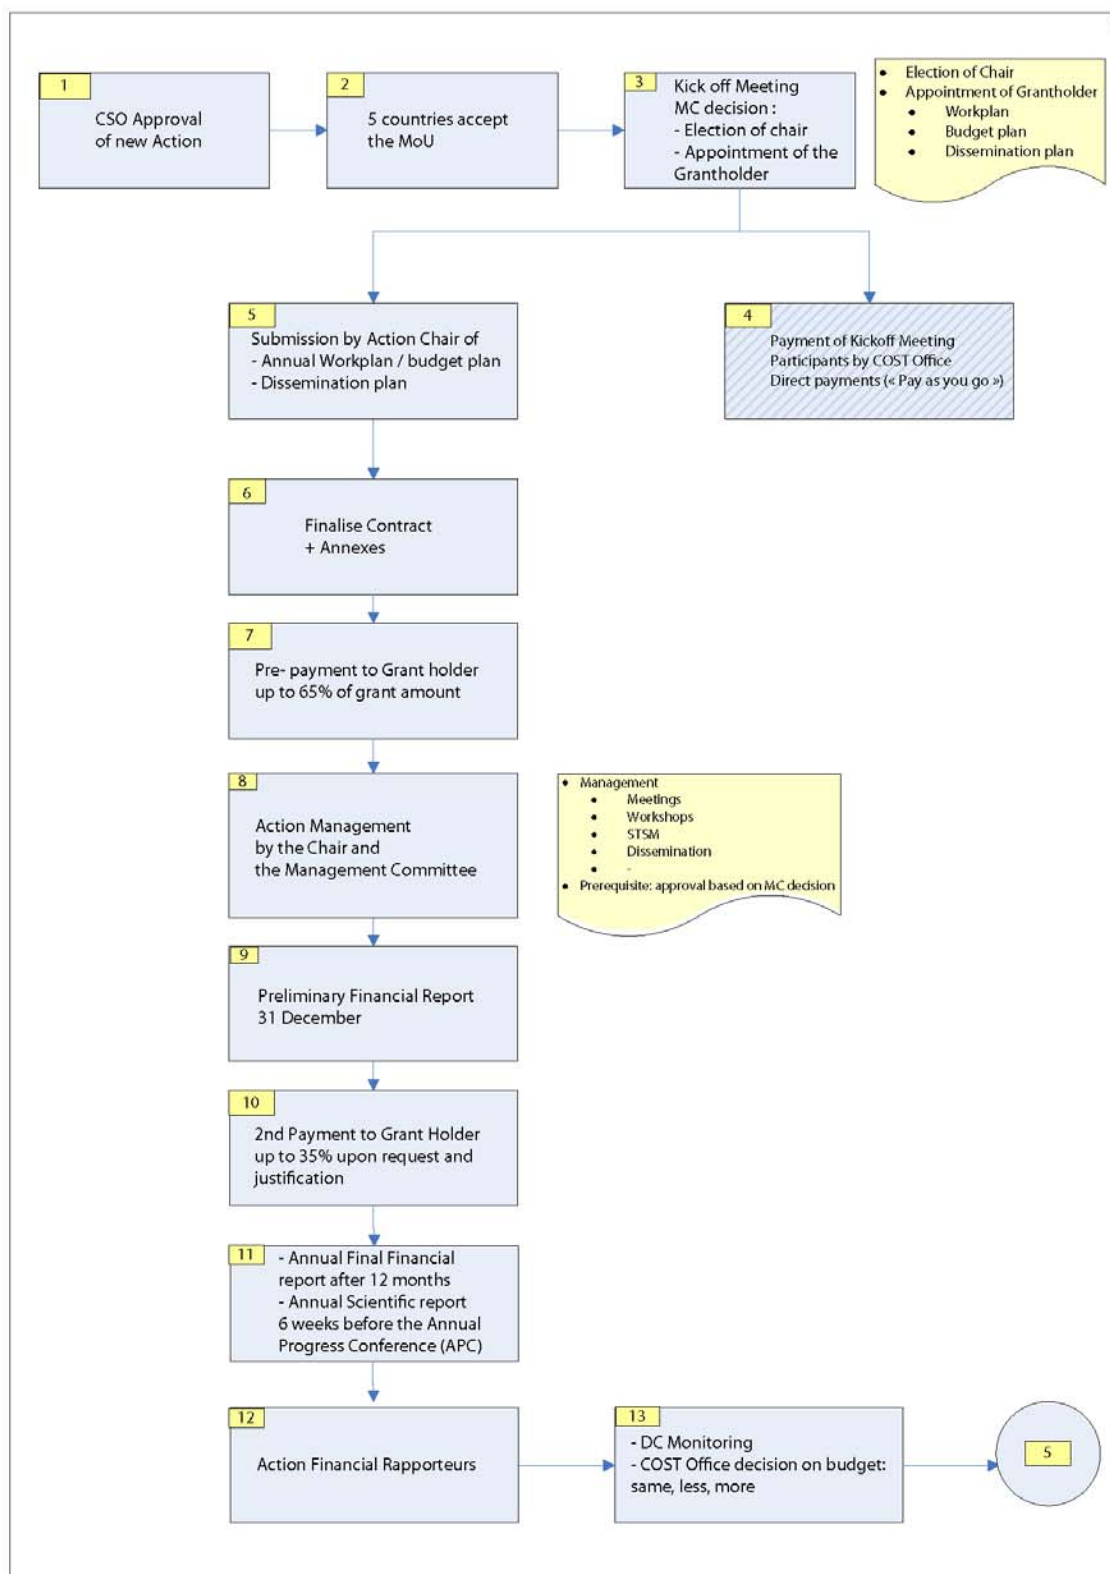 1
CSO Approval
of new Action
2
5 countries accept
the MoU
3
Kick off Meeting
MC decision :
- Election of chair
- Appointment of the
Grantholder
• Election of Chair
• Appointment of Grantholder
• Workplan
• Budget plan
• Dissemination plan
5
Submission by Action Chair of
- Annual Workplan / budget plan
- Dissemination plan
4
Payment of Kickoff Meeting
Participants by COST Office
Direct payments (« Pay as you go »)
6
Finalise Contract
+ Annexes
7
Pre- payment to Grant holder
up to 65% of grant amount
8
Action Management
by the Chair and
the Management Committee
• Management
• Meetings
• Workshops
• STSM
• Dissemination
• -
• Prerequisite: approval based on MC decision
9
Preliminary Financial Report
31 December
10
2nd Payment to Grant Holder
up to 35% upon request and
justification
11
- Annual Final Financial
report after 12 months
- Annual Scientific report
6 weeks before the Annual
Progress Conference (APC)
12
Action Financial Rapporteurs
13
- DC Monitoring
- COST Office decision on budget:
same, less, more
5